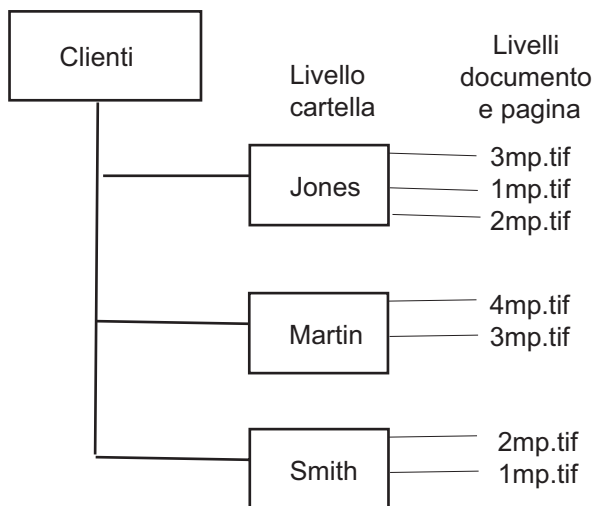 Clienti
Livello
cartella
Livelli
documento
e pagina
Jones
3mp.tif
1mp.tif
2mp.tif
Martin
4mp.tif
3mp.tif
Smith
2mp.tif
1mp.tif